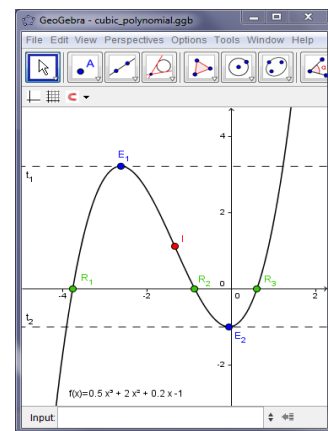 GeoGebra - cubic_polynomial.ggb
File Edit View Perspectives Options Tools Window Help
A
4
E₁
t₁
2
I
R₁ R₂ R₃
-4 -2 0 2
0
t₂
E₂
-2
f(x)=0.5 x³ + 2 x² + 0.2 x -1
Input: